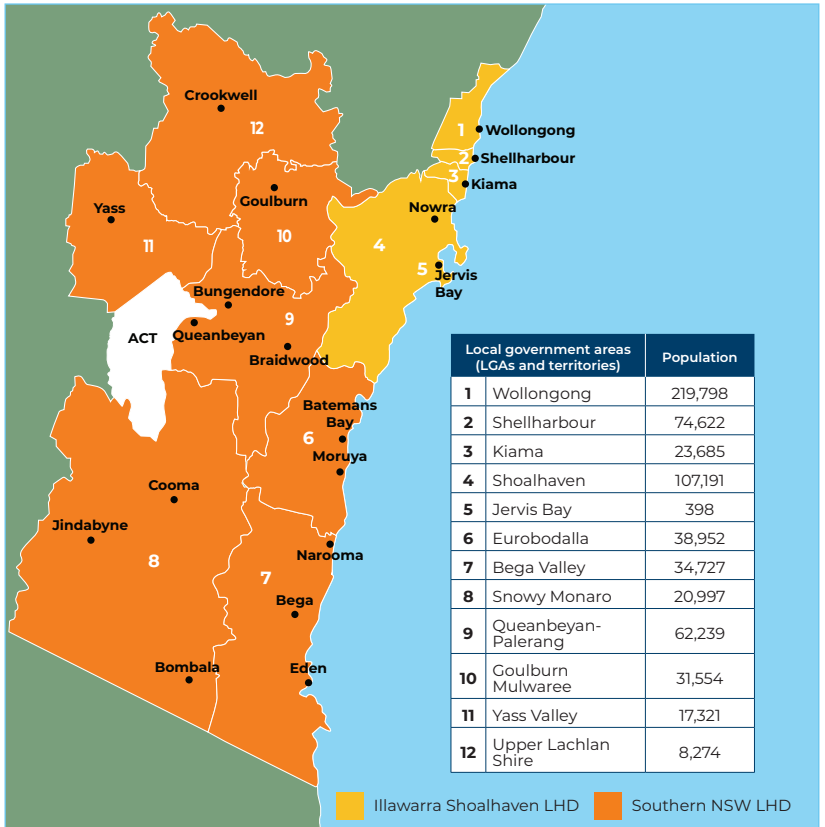 Crookwell
12
1
Wollongong
2
Shellharbour
3
Kiama
Goulburn
Yass
Nowra
10
11
4
5
Jervis
Bay
Bungendore
9
ACT
Queanbeyan
Braidwood
Batemans
Bay
6
Moruya
Cooma
Jindabyne
8
Narooma
7
Bega
Bombala
Eden
Local government areas
(LGAs and territories)
Population
1 Wollongong 219,798
2 Shellharbour 74,622
3 Kiama 23,685
4 Shoalhaven 107,191
5 Jervis Bay 398
6 Eurobodalla 38,952
7 Bega Valley 34,727
8 Snowy Monaro 20,997
9 Queanbeyan-
Palerang 62,239
10 Goulburn
Mulwaree 31,554
11 Yass Valley 17,321
12 Upper Lachlan
Shire 8,274
Illawarra Shoalhaven LHD
Southern NSW LHD